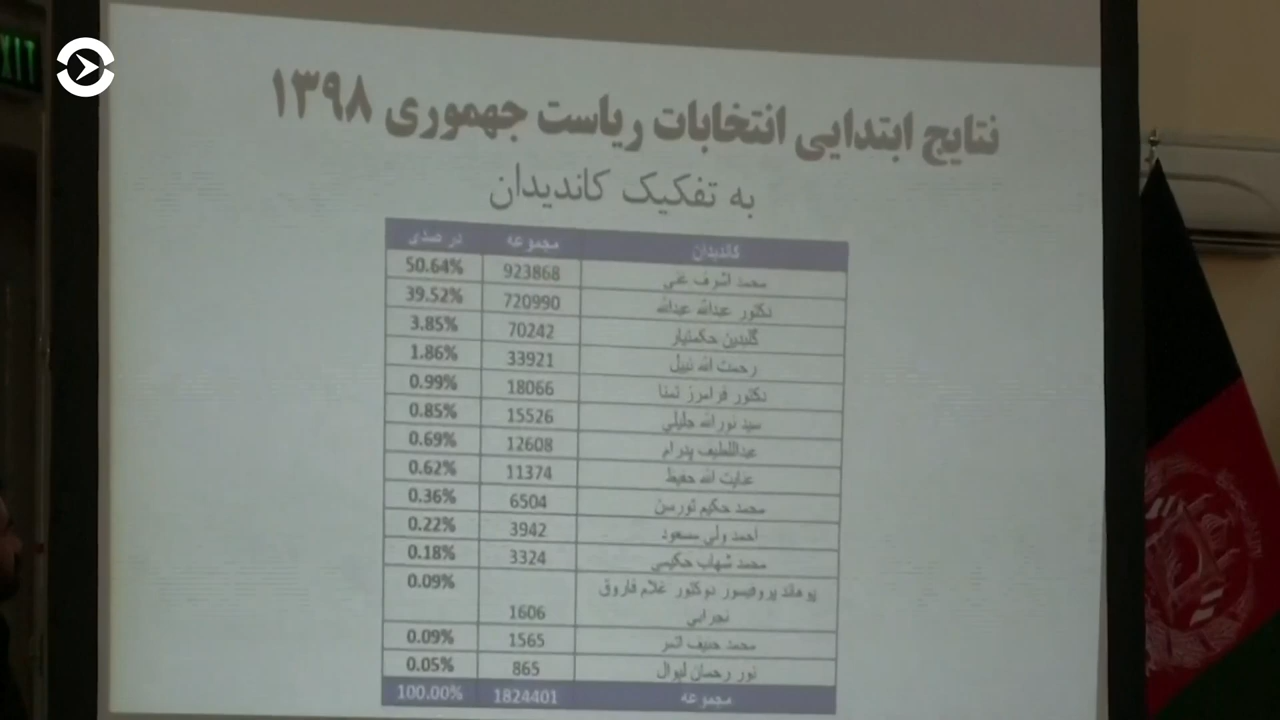 EXIT
نتایج ابتدایی انتخابات ریاست جهموری ۱۳۹۸
به تفکیک کاندیدان
کاندیدان مجموعه در صدی
محمد اشرف غنی 923868 50.64%
دکتور عبدالله عبدالله 720990 39.52%
گلبدین حکمتیار 70242 3.85%
رحمت الله نبیل 33921 1.86%
دکتور فرامرز تمنا 18066 0.99%
سید نورالله جلیلی 15526 0.85%
عبداللطیف پدرام 12608 0.69%
عنایت الله حفیظ 11374 0.62%
محمد حکیم تورسن 6504 0.36%
احمد ولی مسعود 3942 0.22%
محمد شهاب حکیمی 3324 0.18%
پوهاند پروفیسور دوکتور غلام فاروق 0.09%
نجرابی 1606
محمد حنیف اتمر 1565 0.09%
نور رحمان لیوال 865 0.05%
مجموعه 1824401 100.00%